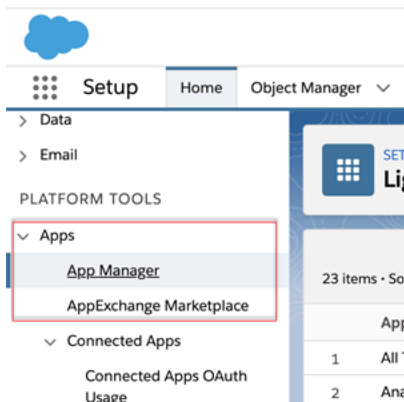 Setup
Home
Object Manager
Data
Email
PLATFORM TOOLS
Apps
App Manager
AppExchange Marketplace
Connected Apps
Connected Apps OAuth
Usage
23 items
1
All
2